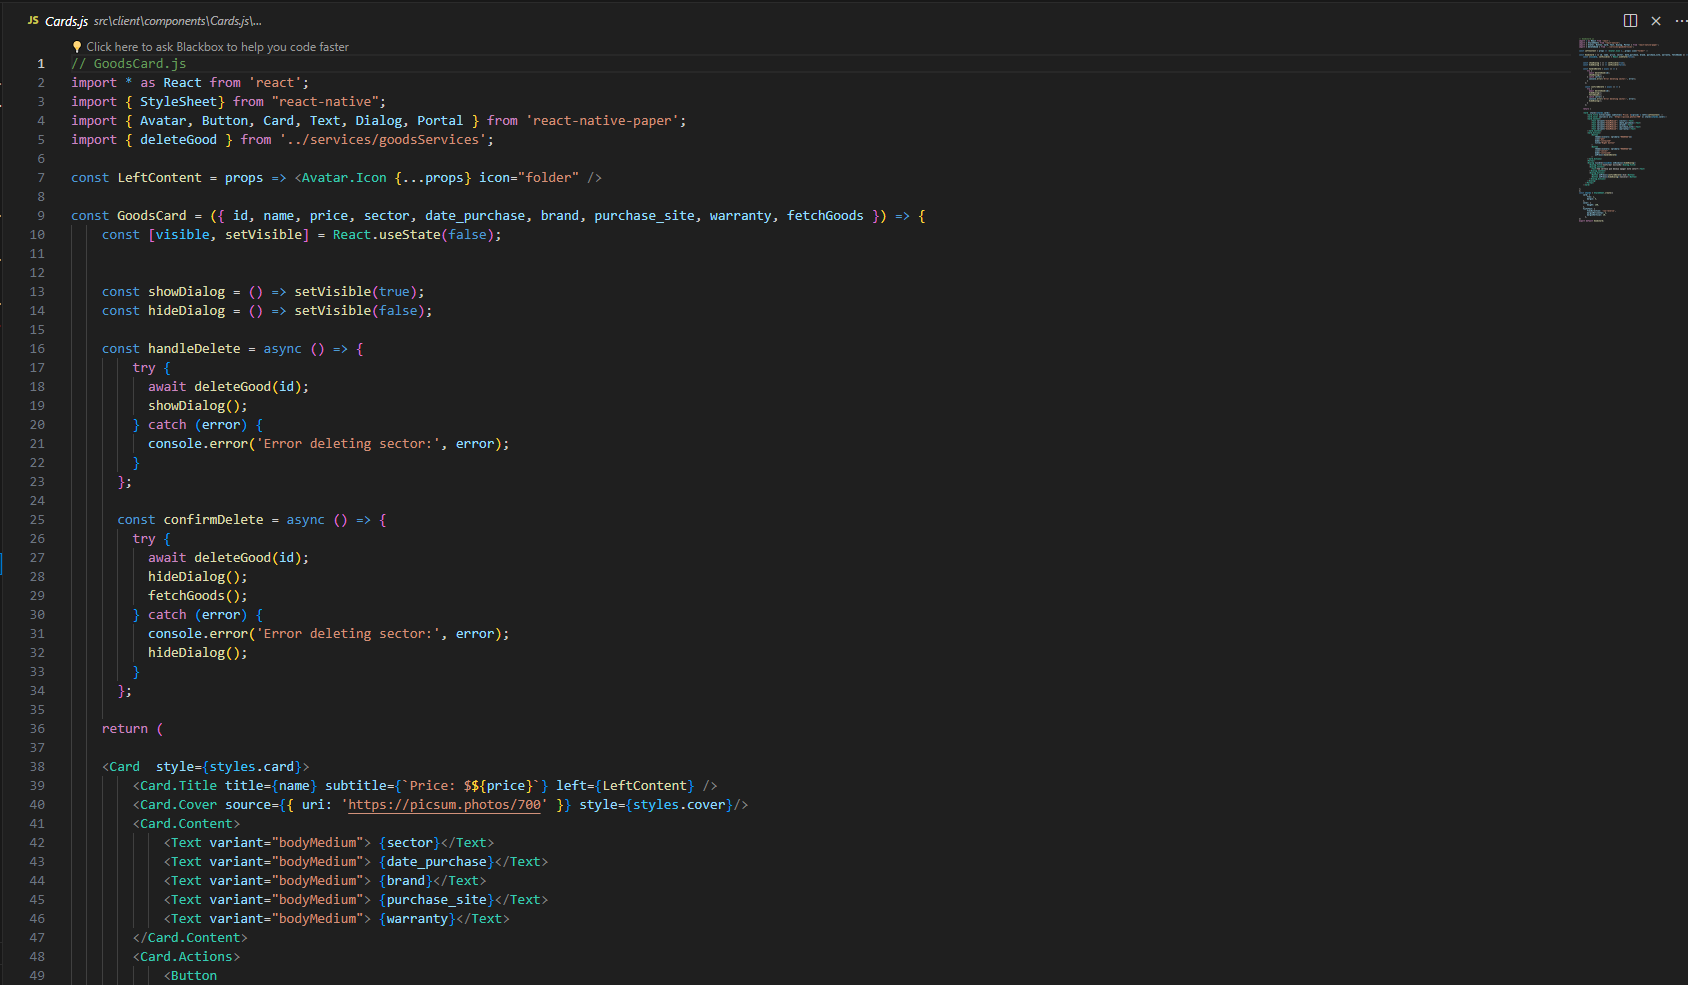 JS Cards.js src\client\components\Cards.js\...
Click here to ask Blackbox to help you code faster
1 // GoodsCard.js
2 import * as React from 'react';
3 import { StyleSheet} from "react-native";
4 import { Avatar, Button, Card, Text, Dialog, Portal } from 'react-native-paper';
5 import { deleteGood } from '../services/goodsServices';
6
7 const LeftContent = props => <Avatar.Icon {...props} icon="folder" />
8
9 const GoodsCard = ({ id, name, price, sector, date_purchase, brand, purchase_site, warranty, fetchGoods }) => {
10     const [visible, setVisible] = React.useState(false);
11
12
13     const showDialog = () => setVisible(true);
14     const hideDialog = () => setVisible(false);
15
16     const handleDelete = async () => {
17         try {
18           await deleteGood(id);
19           showDialog();
20         } catch (error) {
21           console.error('Error deleting sector:', error);
22         }
23       };
24
25       const confirmDelete = async () => {
26         try {
27           await deleteGood(id);
28           hideDialog();
29           fetchGoods();
30         } catch (error) {
31           console.error('Error deleting sector:', error);
32           hideDialog();
33         }
34       };
35
36     return (
37
38     <Card  style={styles.card}>
39         <Card.Title title={name} subtitle={`Price: $${price}`} left={LeftContent} />
40         <Card.Cover source={{ uri: 'https://picsum.photos/700' }} style={styles.cover}/>
41         <Card.Content>
42             <Text variant="bodyMedium"> {sector}</Text>
43             <Text variant="bodyMedium"> {date_purchase}</Text>
44             <Text variant="bodyMedium"> {brand}</Text>
45             <Text variant="bodyMedium"> {purchase_site}</Text>
46             <Text variant="bodyMedium"> {warranty}</Text>
47         </Card.Content>
48         <Card.Actions>
49             <Button